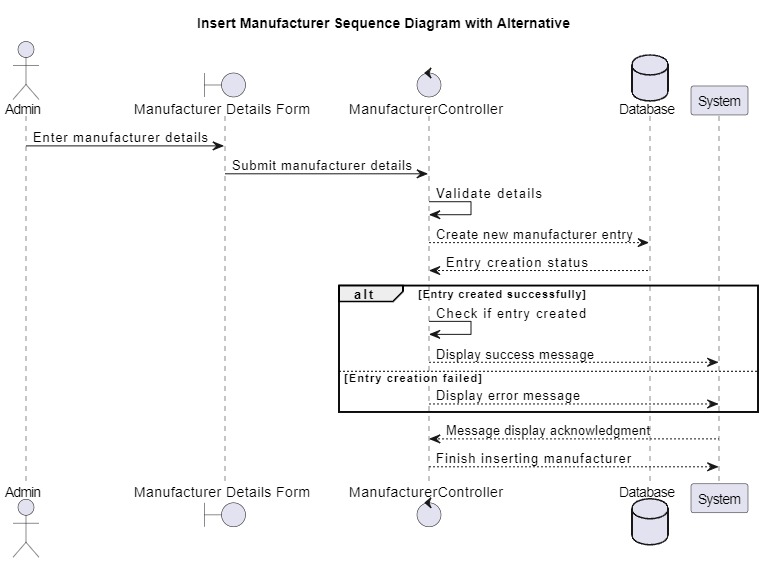 Insert Manufacturer Sequence Diagram with Alternative
Admin
Manufacturer Details Form
ManufacturerController
Database
System
Enter manufacturer details
Submit manufacturer details
Validate details
Create new manufacturer entry
Entry creation status
alt
[Entry created successfully]
Check if entry created
Display success message
[Entry creation failed]
Display error message
Message display acknowledgment
Finish inserting manufacturer
Admin
Manufacturer Details Form
ManufacturerController
Database
System